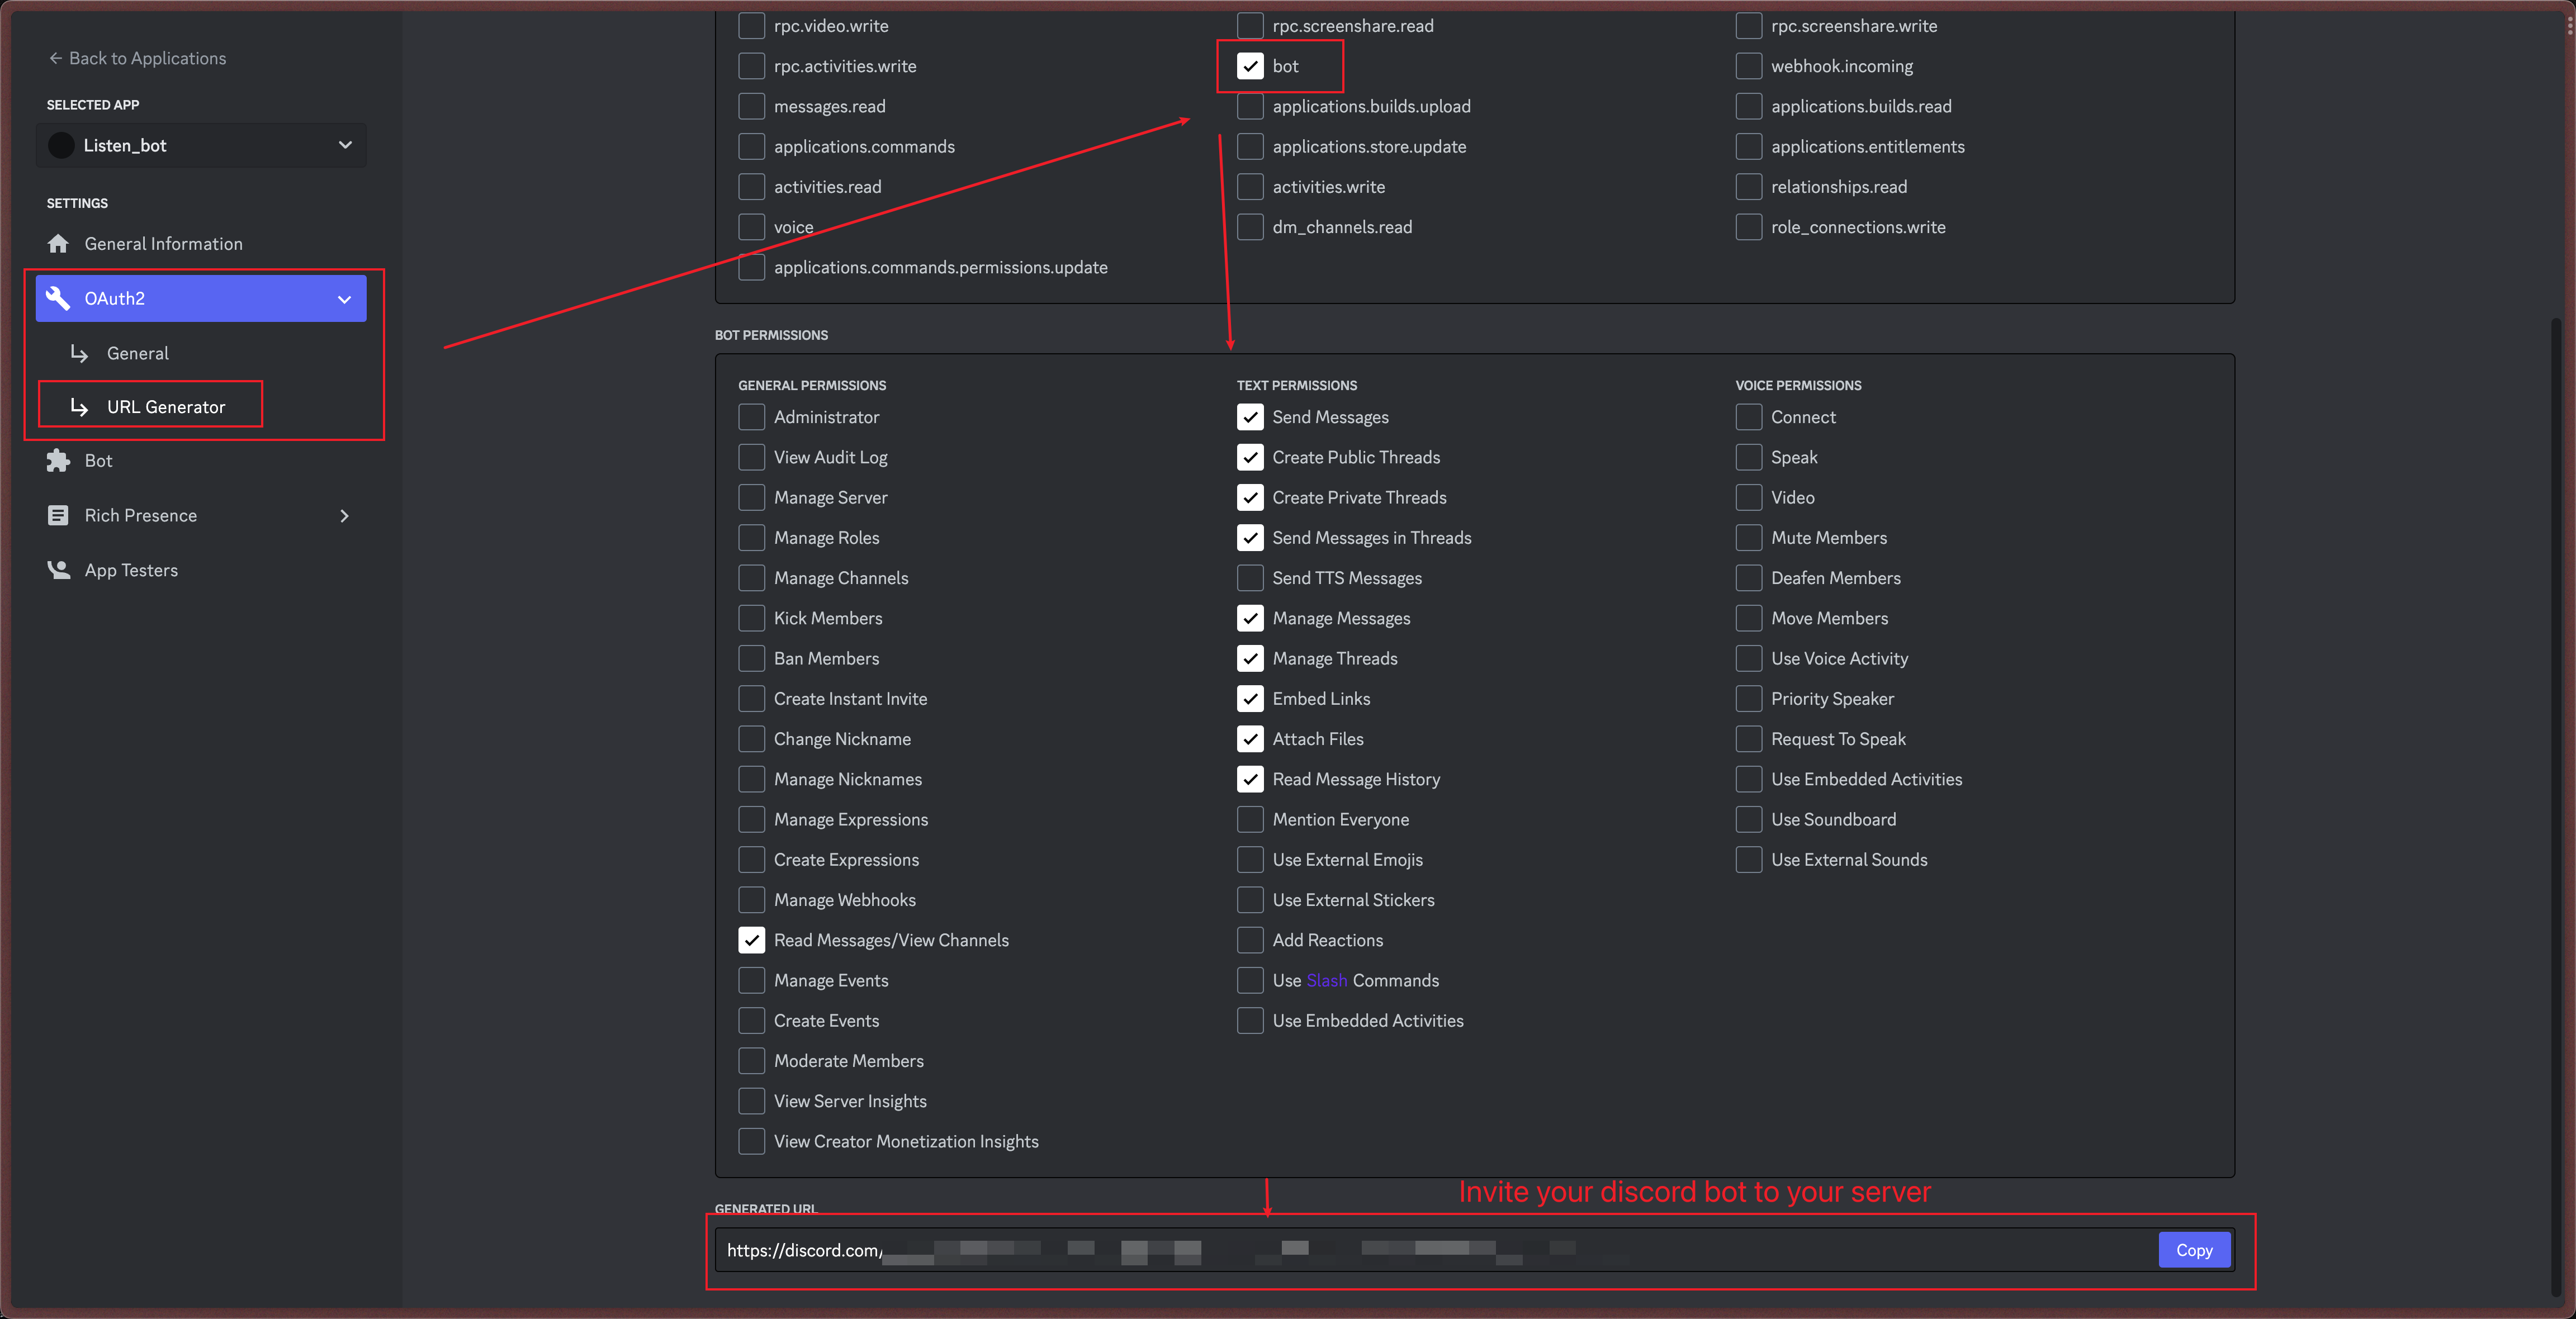 Back to Applications
SELECTED APP
Listen_bot
SETTINGS
General Information
OAuth2
General
URL Generator
Bot
Rich Presence
App Testers
rpc.video.write
rpc.screenshare.read
rpc.screenshare.write
rpc.activities.write
bot
webhook.incoming
messages.read
applications.builds.upload
applications.builds.read
applications.commands
applications.store.update
applications.entitlements
activities.read
activities.write
relationships.read
voice
dm_channels.read
role_connections.write
applications.commands.permissions.update
BOT PERMISSIONS
GENERAL PERMISSIONS
Administrator
View Audit Log
Manage Server
Manage Roles
Manage Channels
Kick Members
Ban Members
Create Instant Invite
Change Nickname
Manage Nicknames
Manage Expressions
Create Expressions
Manage Webhooks
Read Messages/View Channels
Manage Events
Create Events
Moderate Members
View Server Insights
View Creator Monetization Insights
TEXT PERMISSIONS
Send Messages
Create Public Threads
Create Private Threads
Send Messages in Threads
Send TTS Messages
Manage Messages
Manage Threads
Embed Links
Attach Files
Read Message History
Mention Everyone
Use External Emojis
Use External Stickers
Add Reactions
Use Slash Commands
Use Embedded Activities
VOICE PERMISSIONS
Connect
Speak
Video
Mute Members
Deafen Members
Move Members
Use Voice Activity
Priority Speaker
Request To Speak
Use Embedded Activities
Use Soundboard
Use External Sounds
Invite your discord bot to your server
GENERATED URL
https://discord.com/
Copy